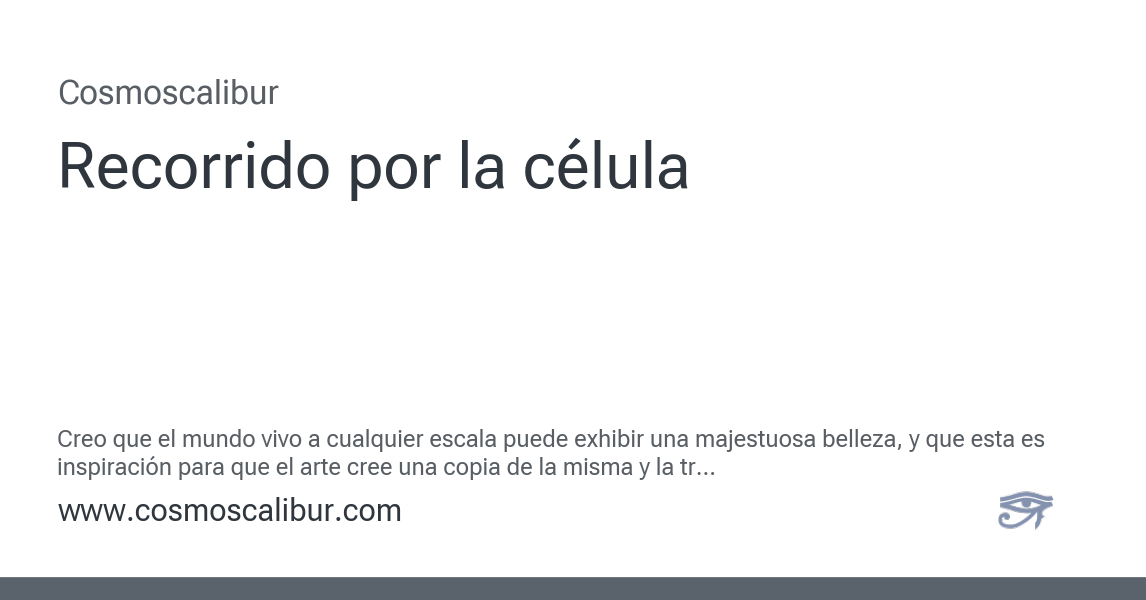 Cosmoscalibur
Recorrido por la célula
Creo que el mundo vivo a cualquier escala puede exhibir una majestuosa belleza, y que esta es
inspiración para que el arte cree una copia de la misma y la tr...
www.cosmoscalibur.com